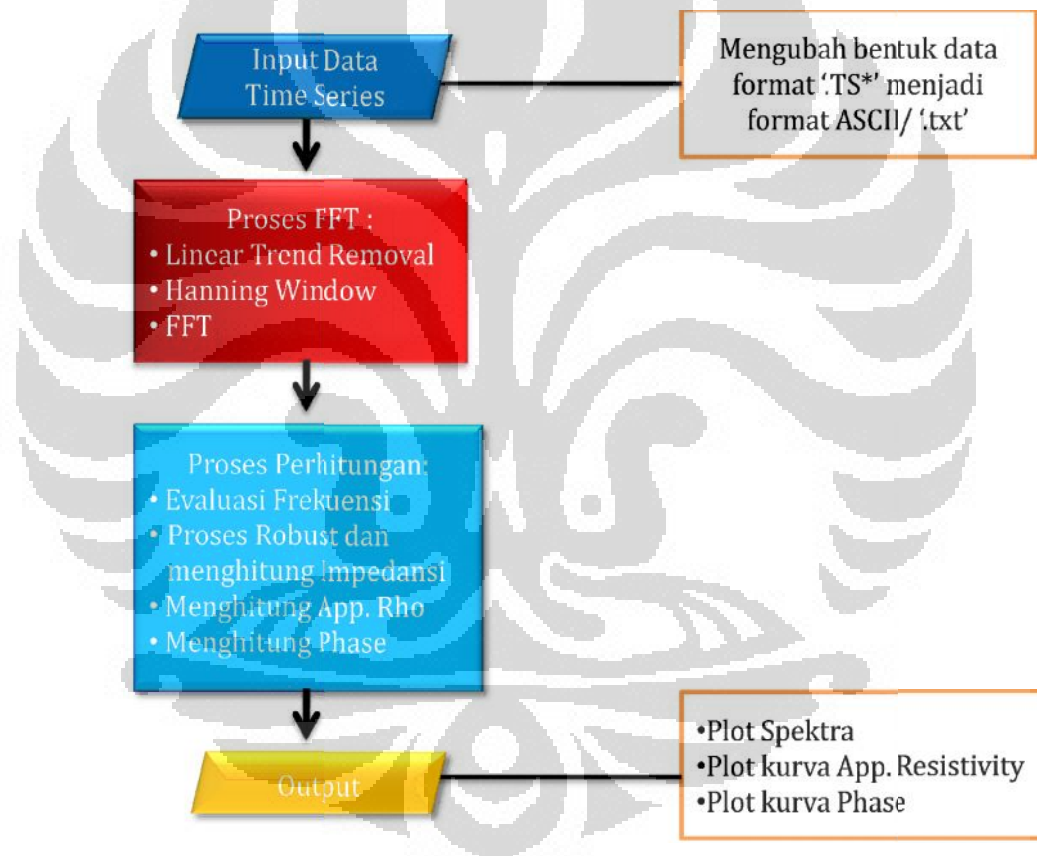 Input Data
Time Series
Mengubah bentuk data
format ‘.TS*’ menjadi
format ASCII/ ‘.txt’
Proses FFT :
• Linear Trend Removal
• Hanning Window
• FFT
Proses Perhitungan:
• Evaluasi Frekuensi
• Proses Robust dan
menghitung Impedansi
• Menghitung App. Rho
• Menghitung Phase
Output
•Plot Spektra
•Plot kurva App. Resistivity
•Plot kurva Phase